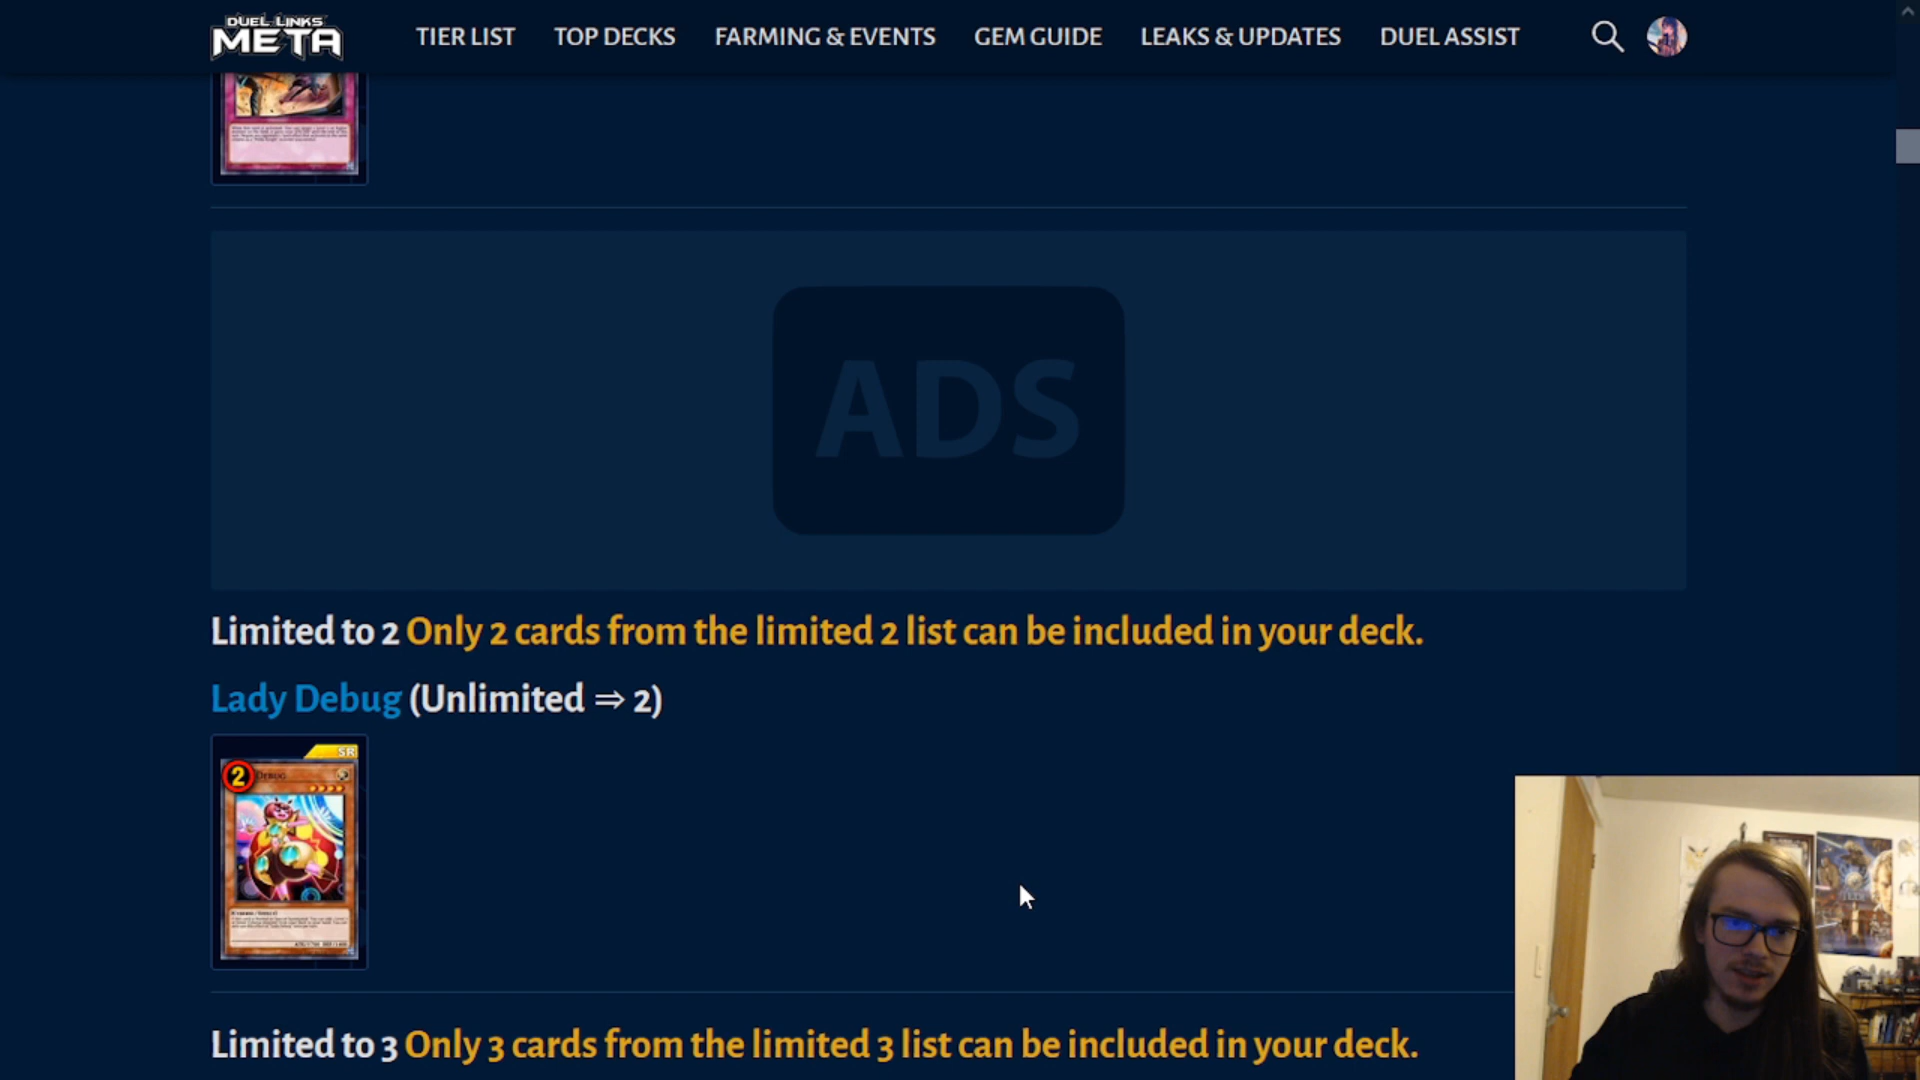 DUEL LINKS
META
TIER LIST
TOP DECKS
FARMING & EVENTS
GEM GUIDE
LEAKS & UPDATES
DUEL ASSIST
ADS
Limited to 2 Only 2 cards from the limited 2 list can be included in your deck.
Lady Debug (Unlimited ⇒ 2)
SR
2
DEBUG
Limited to 3 Only 3 cards from the limited 3 list can be included in your deck.